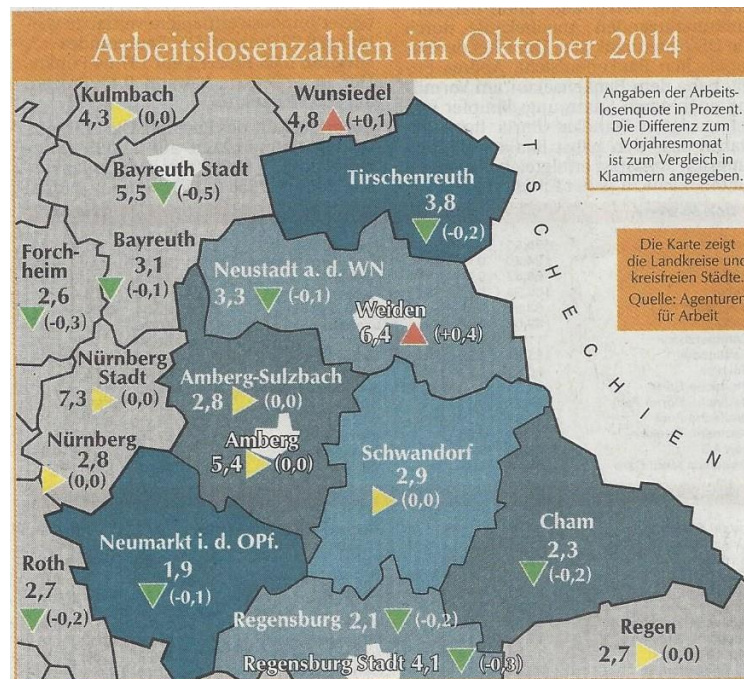 Arbeitslosenzahlen im Oktober 2014
Kulmbach
4,3 (0,0)
Wunsiedel
4,8 (+0,1)
Angaben der Arbeits-
losenquote in Prozent.
Die Differenz zum
Vorjahresmonat
ist zum Vergleich in
Klammern angegeben.
Bayreuth Stadt
5,5 (-0,5)
Tirschenreuth
3,8
(-0,2)
TSCHECHIEN
Forch-
heim
2,6
(-0,3)
Bayreuth
3,1
(-0,1)
Neustadt a. d. WN
3,3 (-0,1)
Die Karte zeigt
die Landkreise und
kreisfreien Städte.
Quelle: Agenturen
für Arbeit
Weiden
6,4 (+0,4)
Nürnberg
Stadt
7,3 (0,0)
Amberg-Sulzbach
2,8 (0,0)
Nürnberg
2,8
(0,0)
Amberg
5,4 (0,0)
Schwandorf
2,9
(0,0)
Cham
2,3
(-0,2)
Neumarkt i. d. OPf.
1,9
(-0,1)
Roth
2,7
(-0,2)
Regensburg 2,1 (-0,2)
Regensburg Stadt 4,1 (-0,3)
Regen
2,7 (0,0)